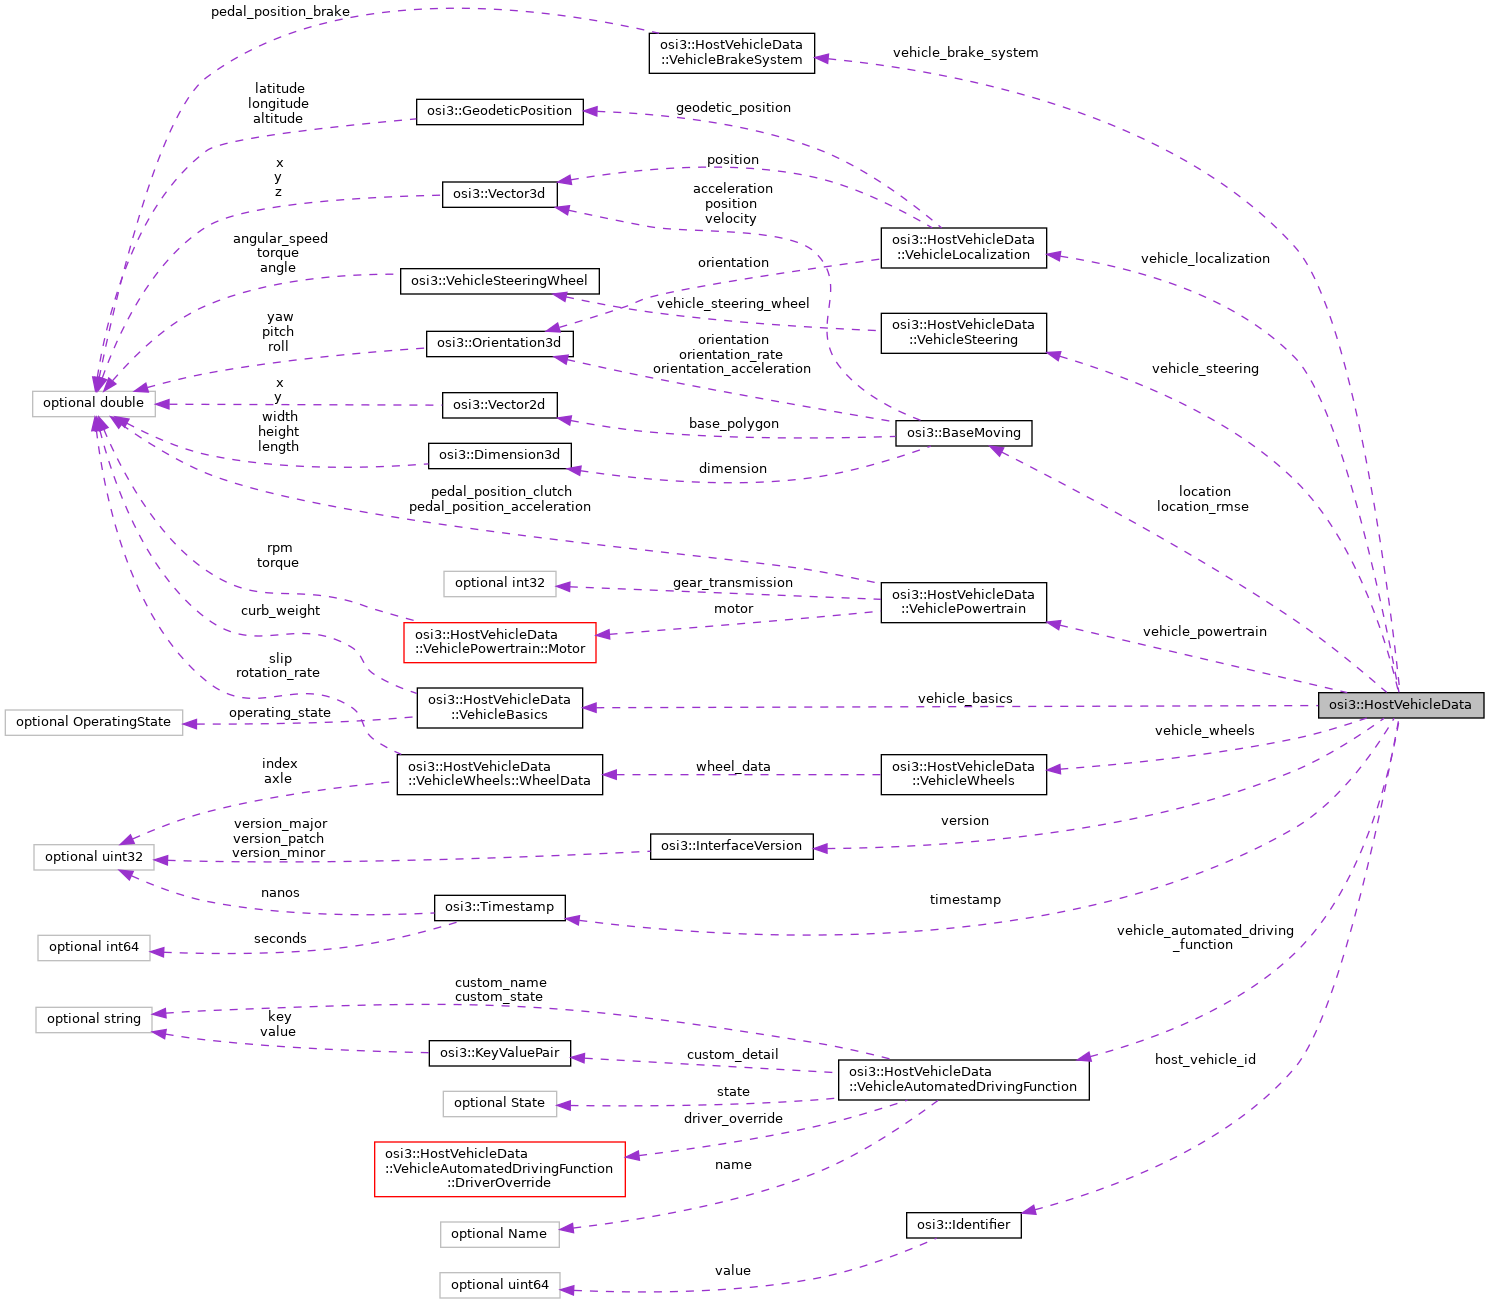 pedal_position_brake
osi3::HostVehicleData
::VehicleBrakeSystem
vehicle_brake_system
latitude
longitude
altitude
osi3::GeodeticPosition
geodetic_position
x
y
z
osi3::Vector3d
position
acceleration
position
velocity
osi3::HostVehicleData
::VehicleLocalization
vehicle_localization
angular_speed
torque
angle
osi3::VehicleSteeringWheel
orientation
vehicle_steering_wheel
osi3::HostVehicleData
::VehicleSteering
vehicle_steering
yaw
pitch
roll
osi3::Orientation3d
orientation
orientation_rate
orientation_acceleration
optional double
x
y
osi3::Vector2d
base_polygon
osi3::BaseMoving
width
height
length
osi3::Dimension3d
dimension
location
location_rmse
pedal_position_clutch
pedal_position_acceleration
rpm
torque
optional int32
gear_transmission
osi3::HostVehicleData
::VehiclePowertrain
motor
vehicle_powertrain
curb_weight
osi3::HostVehicleData
::VehiclePowertrain::Motor
slip
rotation_rate
optional OperatingState
operating_state
osi3::HostVehicleData
::VehicleBasics
vehicle_basics
osi3::HostVehicleData
vehicle_wheels
index
axle
osi3::HostVehicleData
::VehicleWheels::WheelData
wheel_data
osi3::HostVehicleData
::VehicleWheels
version_major
version_patch
version_minor
optional uint32
osi3::InterfaceVersion
version
nanos
osi3::Timestamp
timestamp
optional int64
seconds
vehicle_automated_driving
_function
custom_name
custom_state
optional string
key
value
osi3::KeyValuePair
custom_detail
osi3::HostVehicleData
::VehicleAutomatedDrivingFunction
host_vehicle_id
optional State
state
driver_override
osi3::HostVehicleData
::VehicleAutomatedDrivingFunction
::DriverOverride
name
optional Name
osi3::Identifier
optional uint64
value